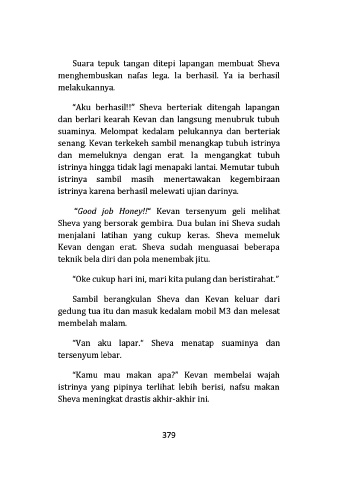 Suara tepuk tangan ditepi lapangan membuat Sheva
menghembuskan nafas lega. Ia berhasil. Ya ia berhasil
melakukannya.
"Aku berhasil!!" Sheva berteriak ditengah lapangan
dan berlari kearah Kevan dan langsung menubruk tubuh
suaminya. Melompat kedalam pelukannya dan berteriak
senang. Kevan terkekeh sambil menangkap tubuh istrinya
dan memeluknya dengan erat. Ia mengangkat tubuh
istrinya hingga tidak lagi menapaki lantai. Memutar tubuh
istrinya sambil masih menertawakan kegembiraan
istrinya karena berhasil melewati ujian darinya.
"Good job Honey!!" Kevan tersenyum geli melihat
Sheva yang bersorak gembira. Dua bulan ini Sheva sudah
menjalani latihan yang cukup keras. Sheva memeluk
Kevan dengan erat. Sheva sudah menguasai beberapa
teknik bela diri dan pola menembak jitu.
"Oke cukup hari ini, mari kita pulang dan beristirahat."
Sambil berangkulan Sheva dan Kevan keluar dari
gedung tua itu dan masuk kedalam mobil M3 dan melesat
membelah malam.
"Van aku lapar." Sheva menatap suaminya dan
tersenyum lebar.
"Kamu mau makan apa?" Kevan membelai wajah
istrinya yang pipinya terlihat lebih berisi, nafsu makan
Sheva meningkat drastis akhir-akhir ini.
379